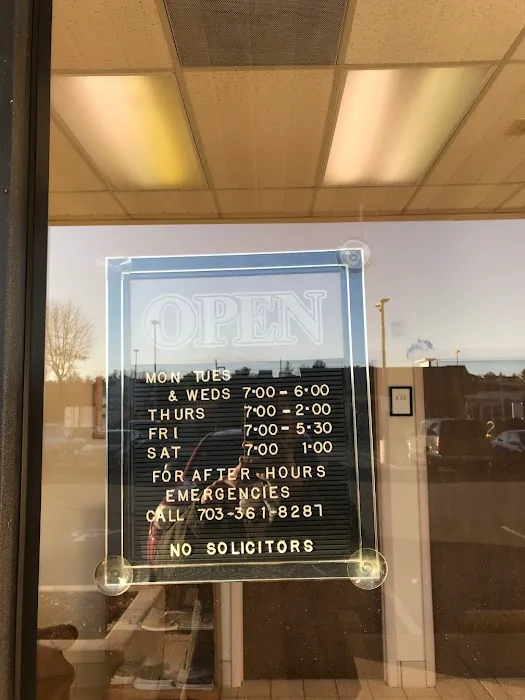 OPEN
MON TUES
& WEDS 7:00 - 6:00
THURS 7:00 - 2:00
FRI 7:00 - 5:30
SAT 7:00 1:00
FOR AFTER HOURS
EMERGENCIES
CALL 703-361-8287
NO SOLICITORS